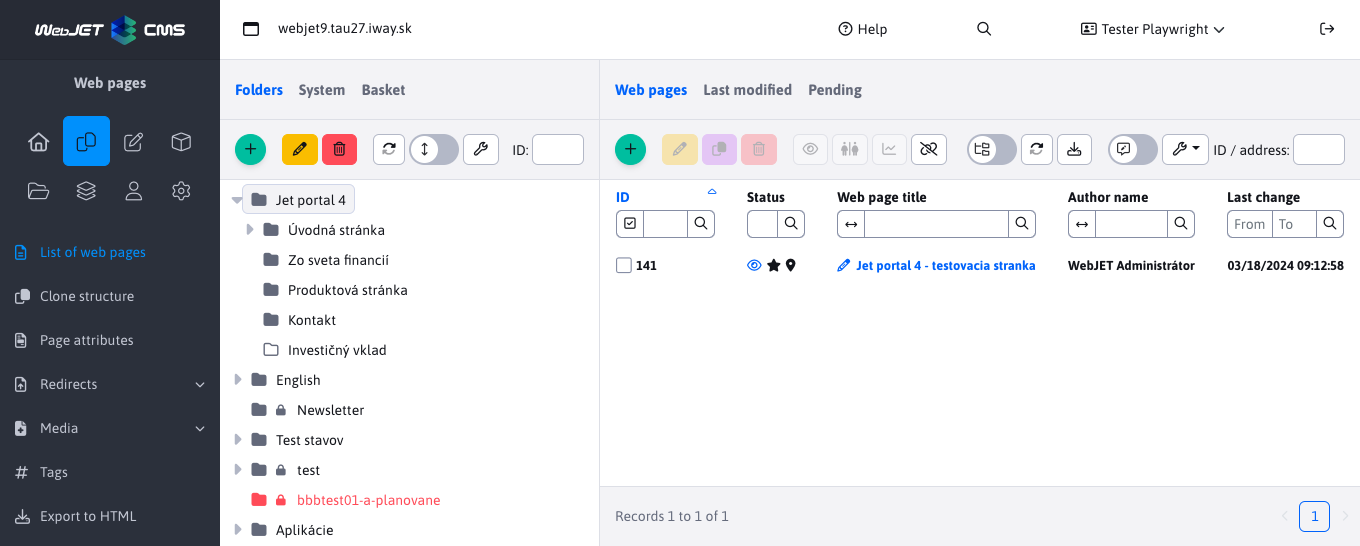 WebJET CMS
webjet9.tau27.iway.sk
Help
Tester Playwright
Web pages
List of web pages
Clone structure
Page attributes
Redirects
Media
Tags
Export to HTML
Folders System Basket
ID:
Jet portal 4
Úvodná stránka
Zo sveta financií
Produktová stránka
Kontakt
Investičný vklad
English
Newsletter
Test stavov
test
bbbtest01-a-planovane
Aplikácie
Web pages Last modified Pending
ID / address:
ID Status Web page title Author name Last change
From To
141 Jet portal 4 - testovacia stranka WebJET Administrátor 03/18/2024 09:12:58
Records 1 to 1 of 1
1